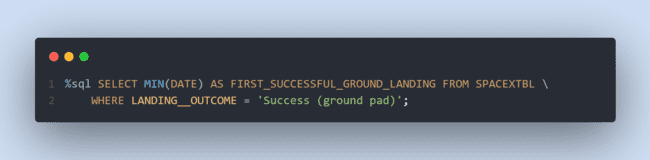 1 %sql SELECT MIN(DATE) AS FIRST_SUCCESSFUL_GROUND_LANDING FROM SPACEXTBL \
2 WHERE LANDING__OUTCOME = 'Success (ground pad)';